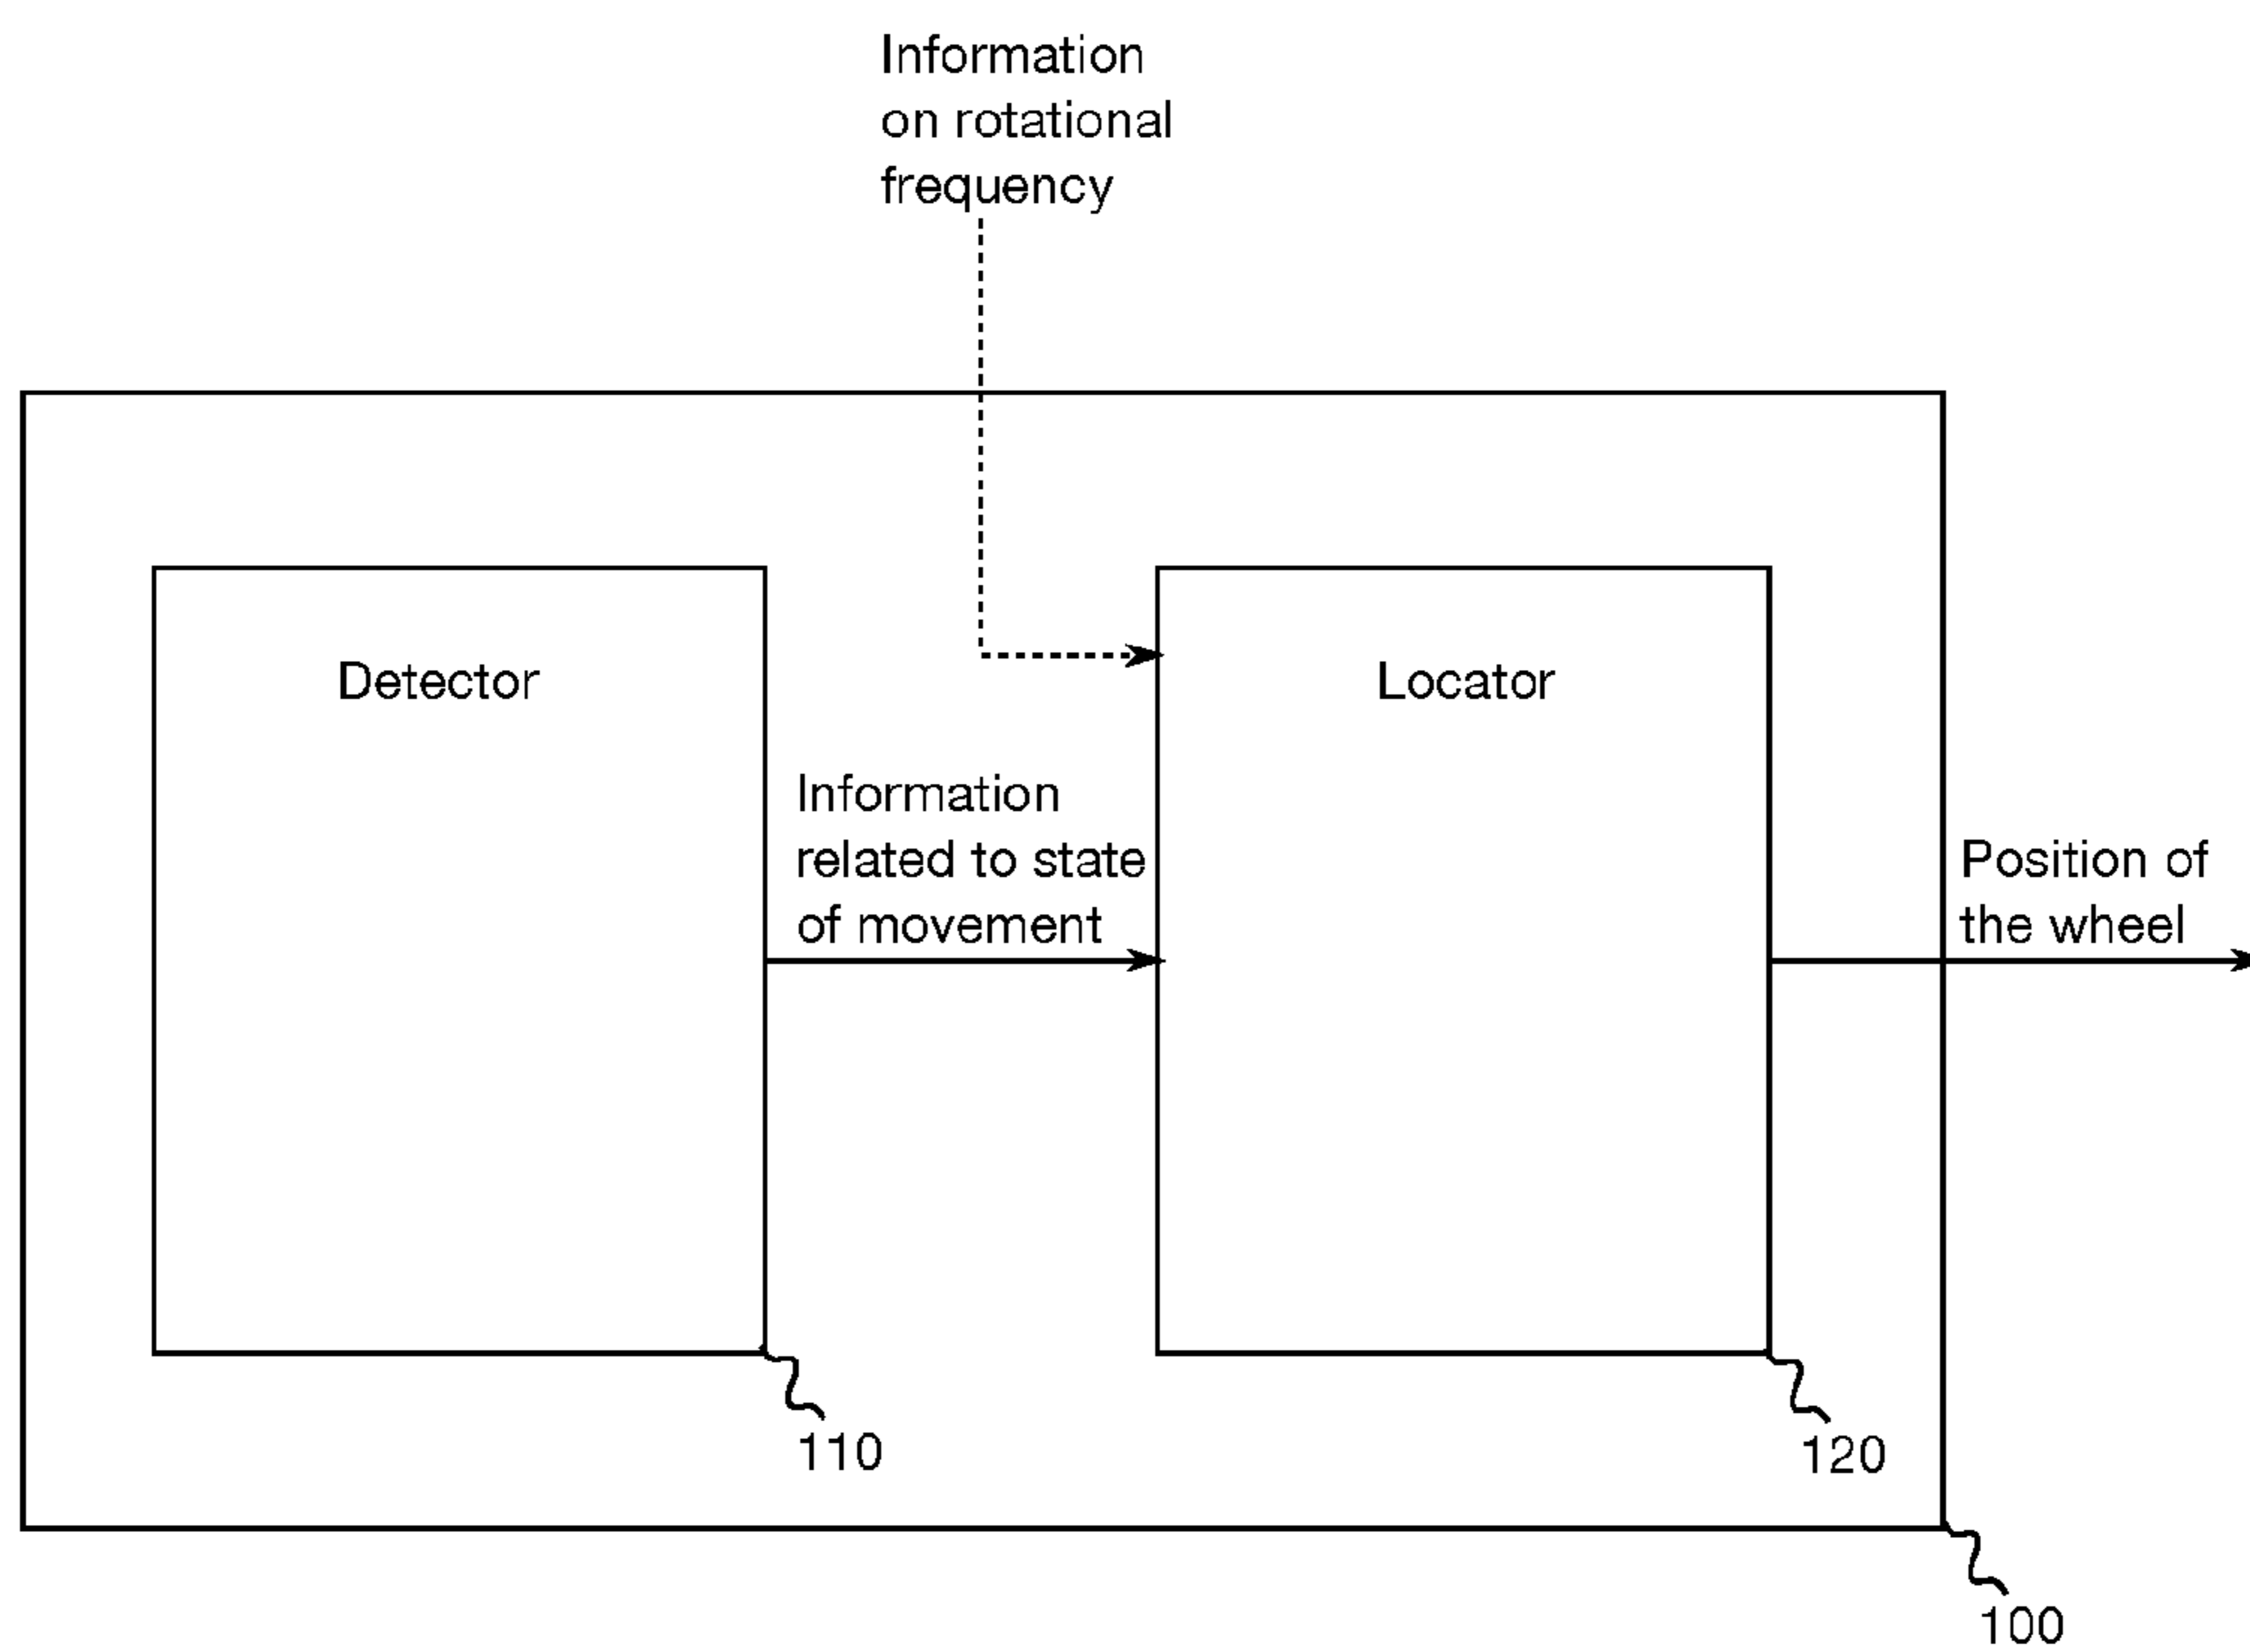 Information
on rotational
frequency
Detector
Locator
Information
related to state
of movement
Position of
the wheel
110
120
100